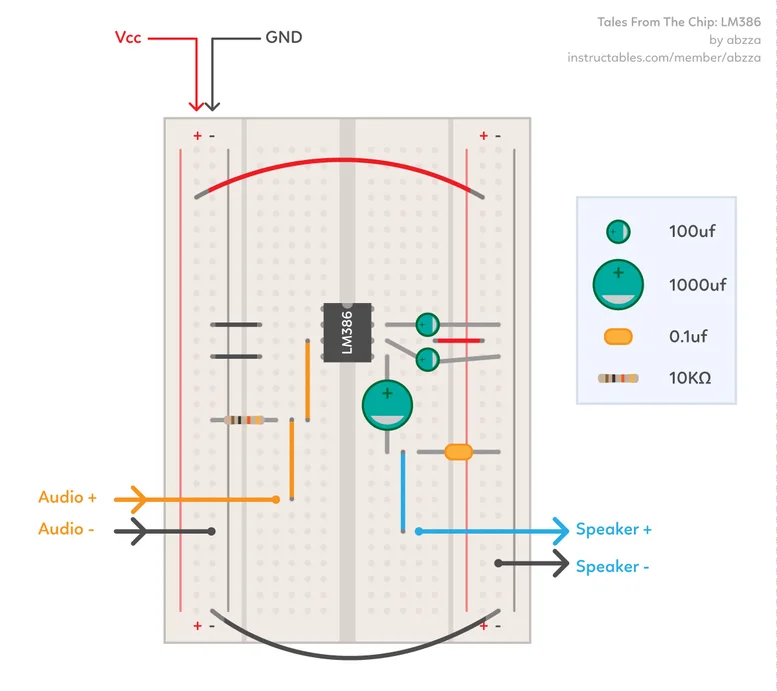 Tales From The Chip: LM386
by abzza
instructables.com/member/abzza
Vcc
GND
+ -
+ -
LM386
+
+
+
+
100uf
+
1000uf
0.1uf
10KΩ
Audio +
Audio -
Speaker +
Speaker -
+ -
+ -